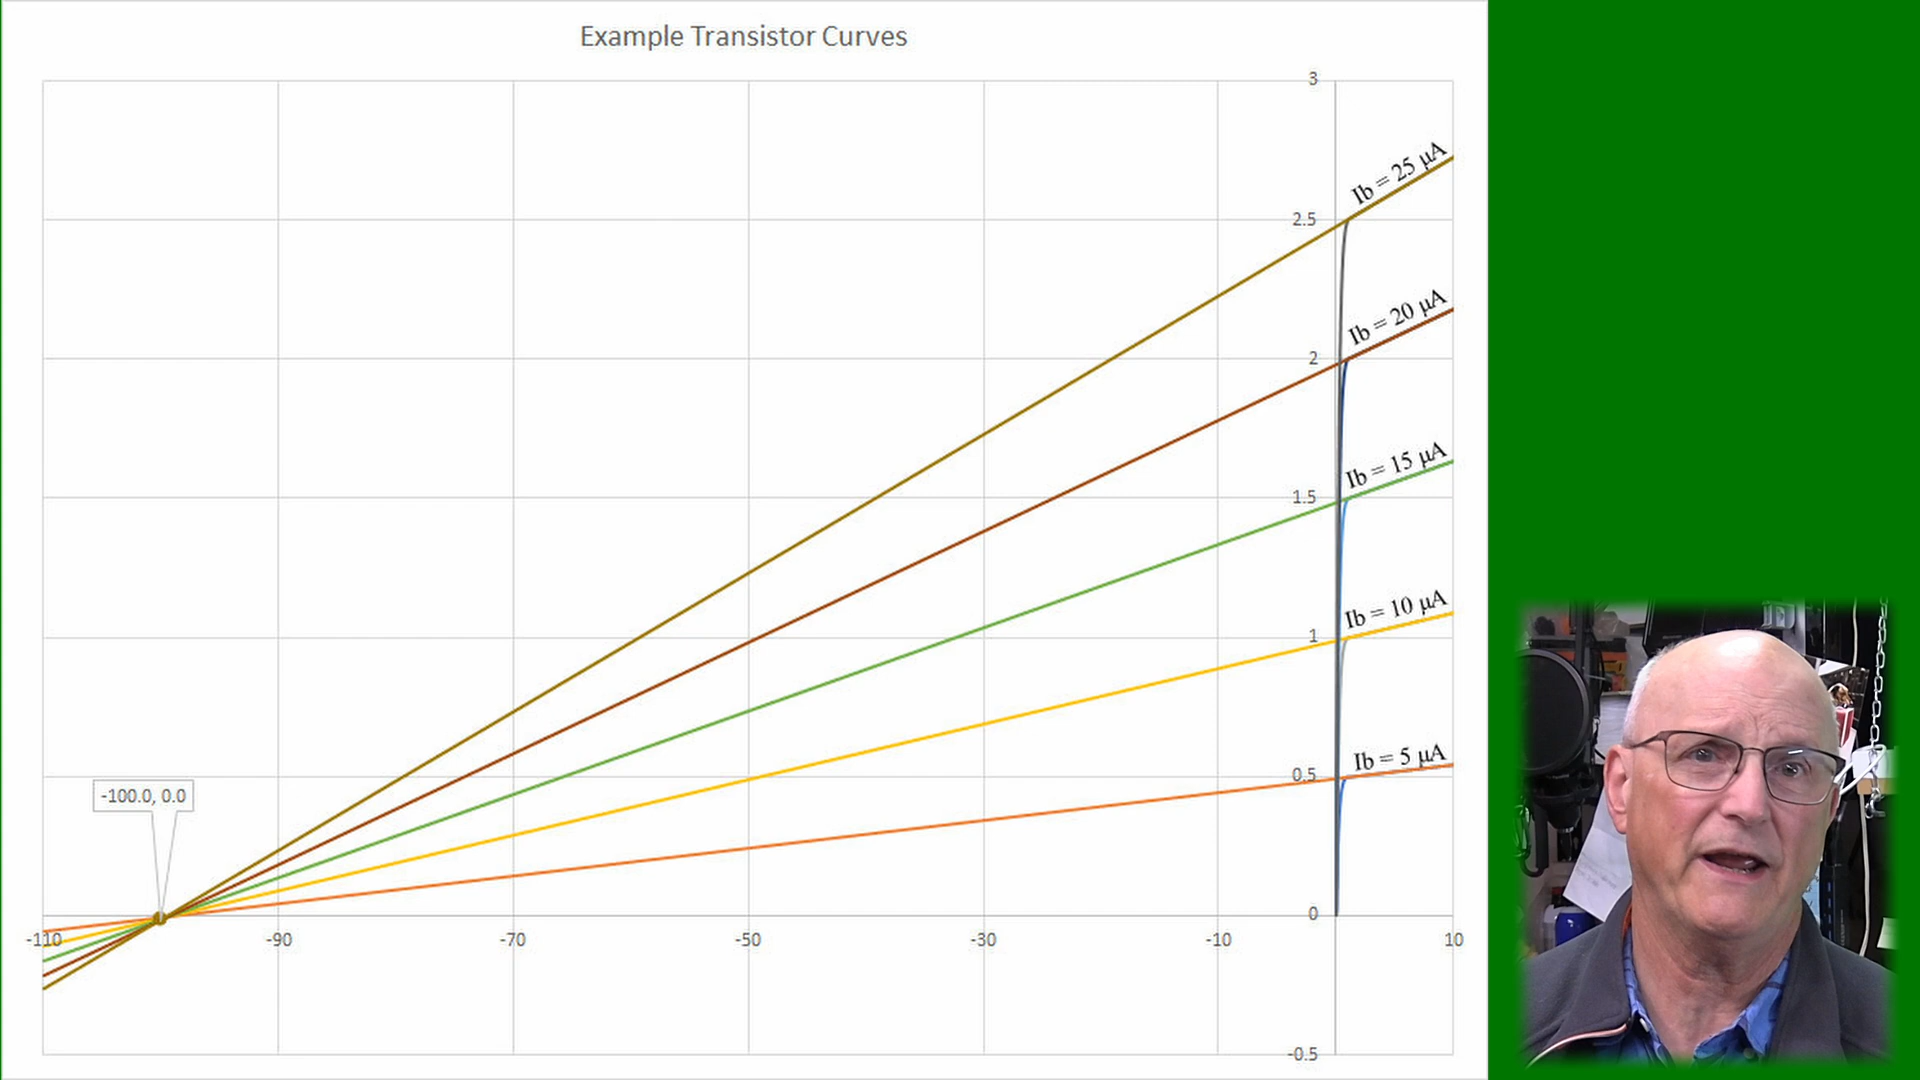 Example Transistor Curves
3
Ib = 25 μA
2.5
Ib = 20 μA
2
Ib = 15 μA
1.5
Ib = 10 μA
1
Ib = 5 μA
0.5
-100.0, 0.0
0
-110 -90 -70 -50 -30 -10 10
-0.5